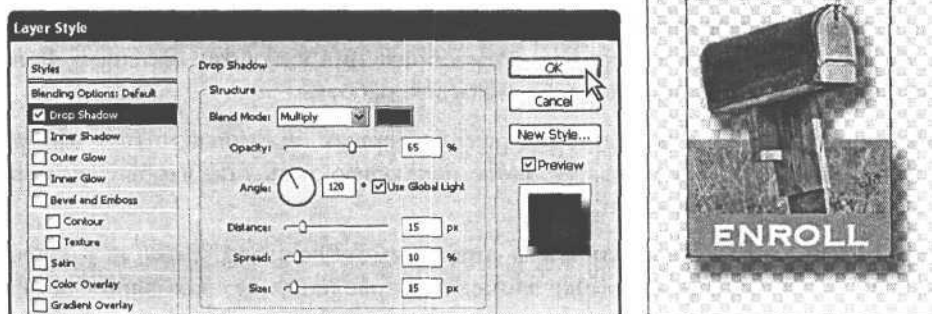 Layer Style
Styles
Blending Options: Default
Drop Shadow
Inner Shadow
Outer Glow
Inner Glow
Bevel and Emboss
Contour
Texture
Satin
Color Overlay
Gradient Overlay
Drop Shadow
Structure
Blend Mode: Multiply
Opacity: 65 %
Angle: 120 ° Use Global Light
Distance: 15 px
Spread: 10 %
Size: 15 px
OK
Cancel
New Style...
Preview
ENROLL